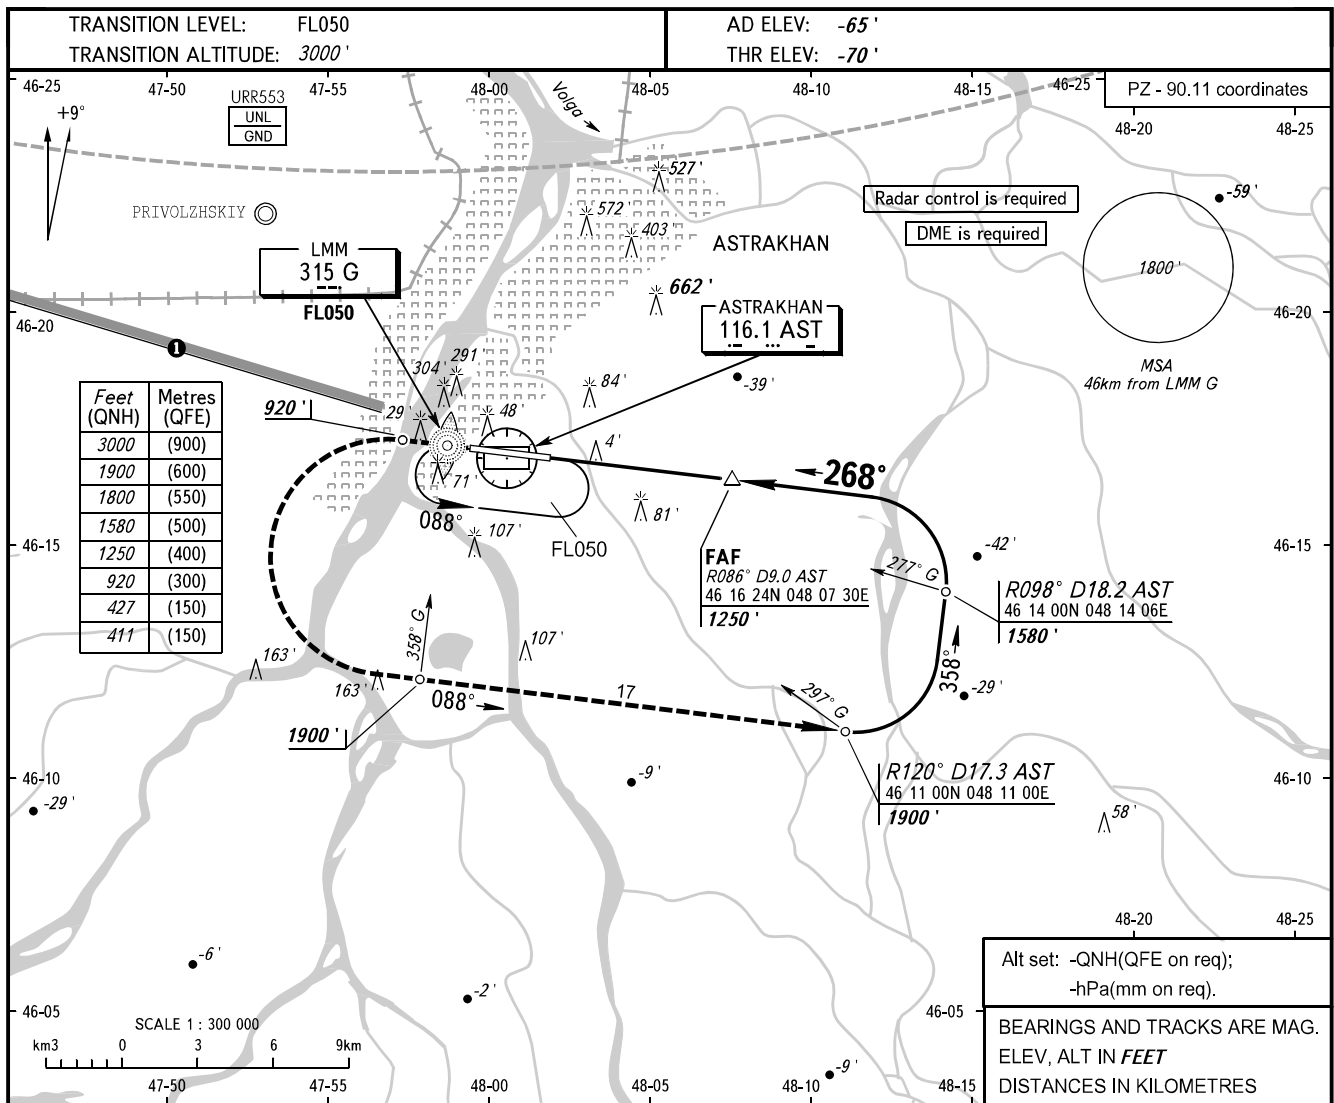 TRANSITION LEVEL: FL050
TRANSITION ALTITUDE: 3000 '
AD ELEV: -65 '
THR ELEV: -70 '
46-25
47-50
47-55
48-00
48-05
48-10
48-15
46-25
PZ - 90.11 coordinates
48-20
48-25
+9°
URR553
UNL
GND
Volga
PRIVOLZHSKIY
527 '
572 '
403 '
ASTRAKHAN
662 '
Radar control is required
DME is required
-59 '
1800 '
MSA
46km from LMM G
LMM
315 G
FL050
ASTRAKHAN
116.1 AST
46-20
46-20
1
Feet (QNH) Metres (QFE)
3000 (900)
1900 (600)
1800 (550)
1580 (500)
1250 (400)
920 (300)
427 (150)
411 (150)
920 '
29 '
304 '
291 '
48 '
84 '
-39 '
4 '
71 '
088°
107 '
FL050
81 '
268°
FAF
R086° D9.0 AST
46 16 24N 048 07 30E
1250 '
46-15
46-15
-42 '
277° G
R098° D18.2 AST
46 14 00N 048 14 06E
1580 '
358° G
358°
107 '
163 '
163 '
088°
17
-29 '
297° G
1900 '
R120° D17.3 AST
46 11 00N 048 11 00E
1900 '
46-10
46-10
-29 '
-9 '
58 '
-6 '
-2 '
48-20
48-25
Alt set: -QNH(QFE on req);
-hPa(mm on req).
46-05
46-05
SCALE 1 : 300 000
km3 0 3 6 9km
-9 '
BEARINGS AND TRACKS ARE MAG.
ELEV, ALT IN FEET
DISTANCES IN KILOMETRES
47-50
47-55
48-00
48-05
48-10
48-15